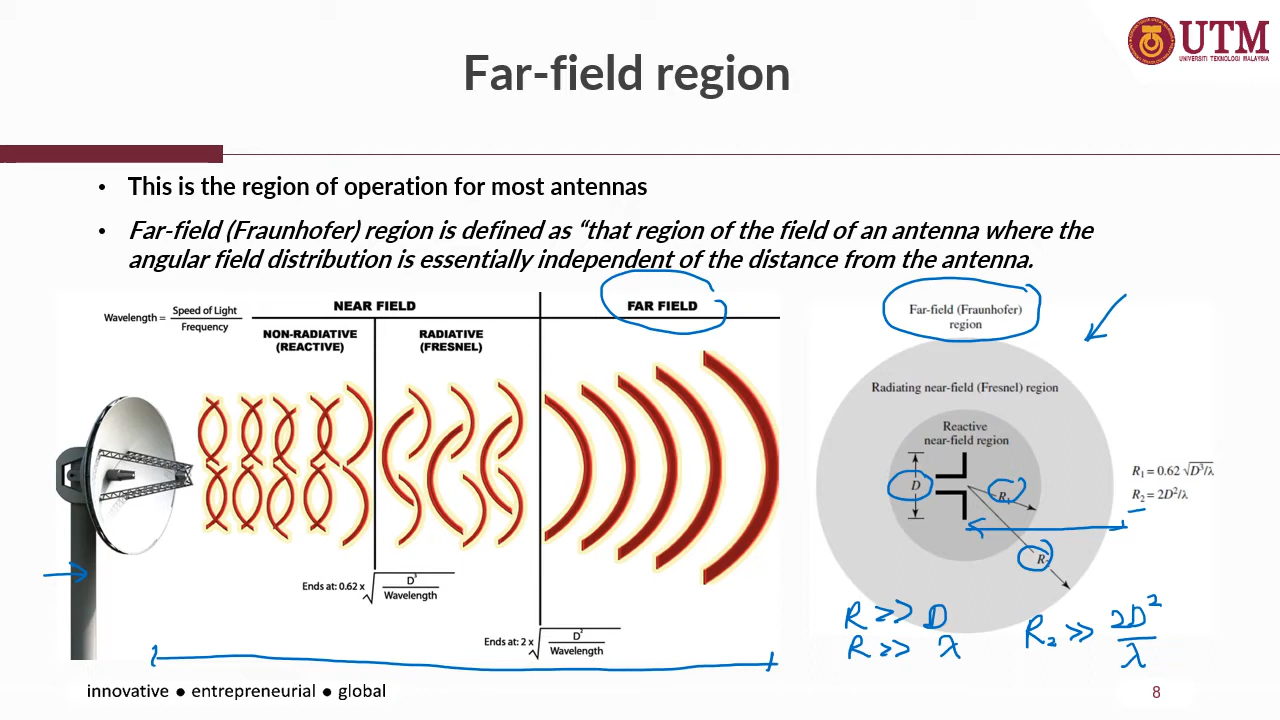 UTM
UNIVERSITI TEKNOLOGI MALAYSIA
Far-field region
• This is the region of operation for most antennas
• Far-field (Fraunhofer) region is defined as “that region of the field of an antenna where the
angular field distribution is essentially independent of the distance from the antenna.
Wavelength = Speed of Light
Frequency
NEAR FIELD
FAR FIELD
NON-RADIATIVE
(REACTIVE)
RADIATIVE
(FRESNEL)
Ends at: 0.62 x √ D³
Wavelength
Ends at: 2 x √ D²
Wavelength
Far-field (Fraunhofer)
region
Radiating near-field (Fresnel) region
Reactive
near-field region
D
R₁
R₂
R₁ = 0.62 √D³/λ
R₂ = 2D²/λ
R >> D
R >> λ
R₂ >> 2D²
λ
innovative ● entrepreneurial ● global
8